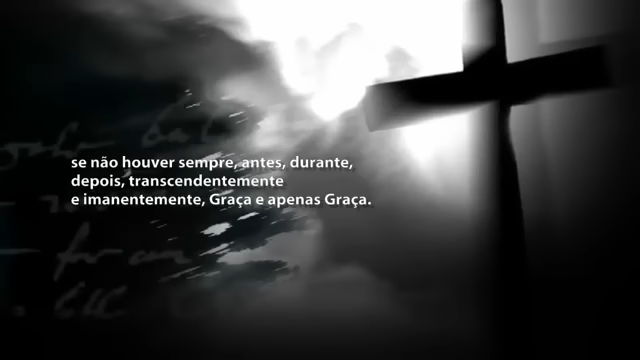 se não houver sempre, antes, durante,
depois, transcendentemente
e imanentemente, Graça e apenas Graça.